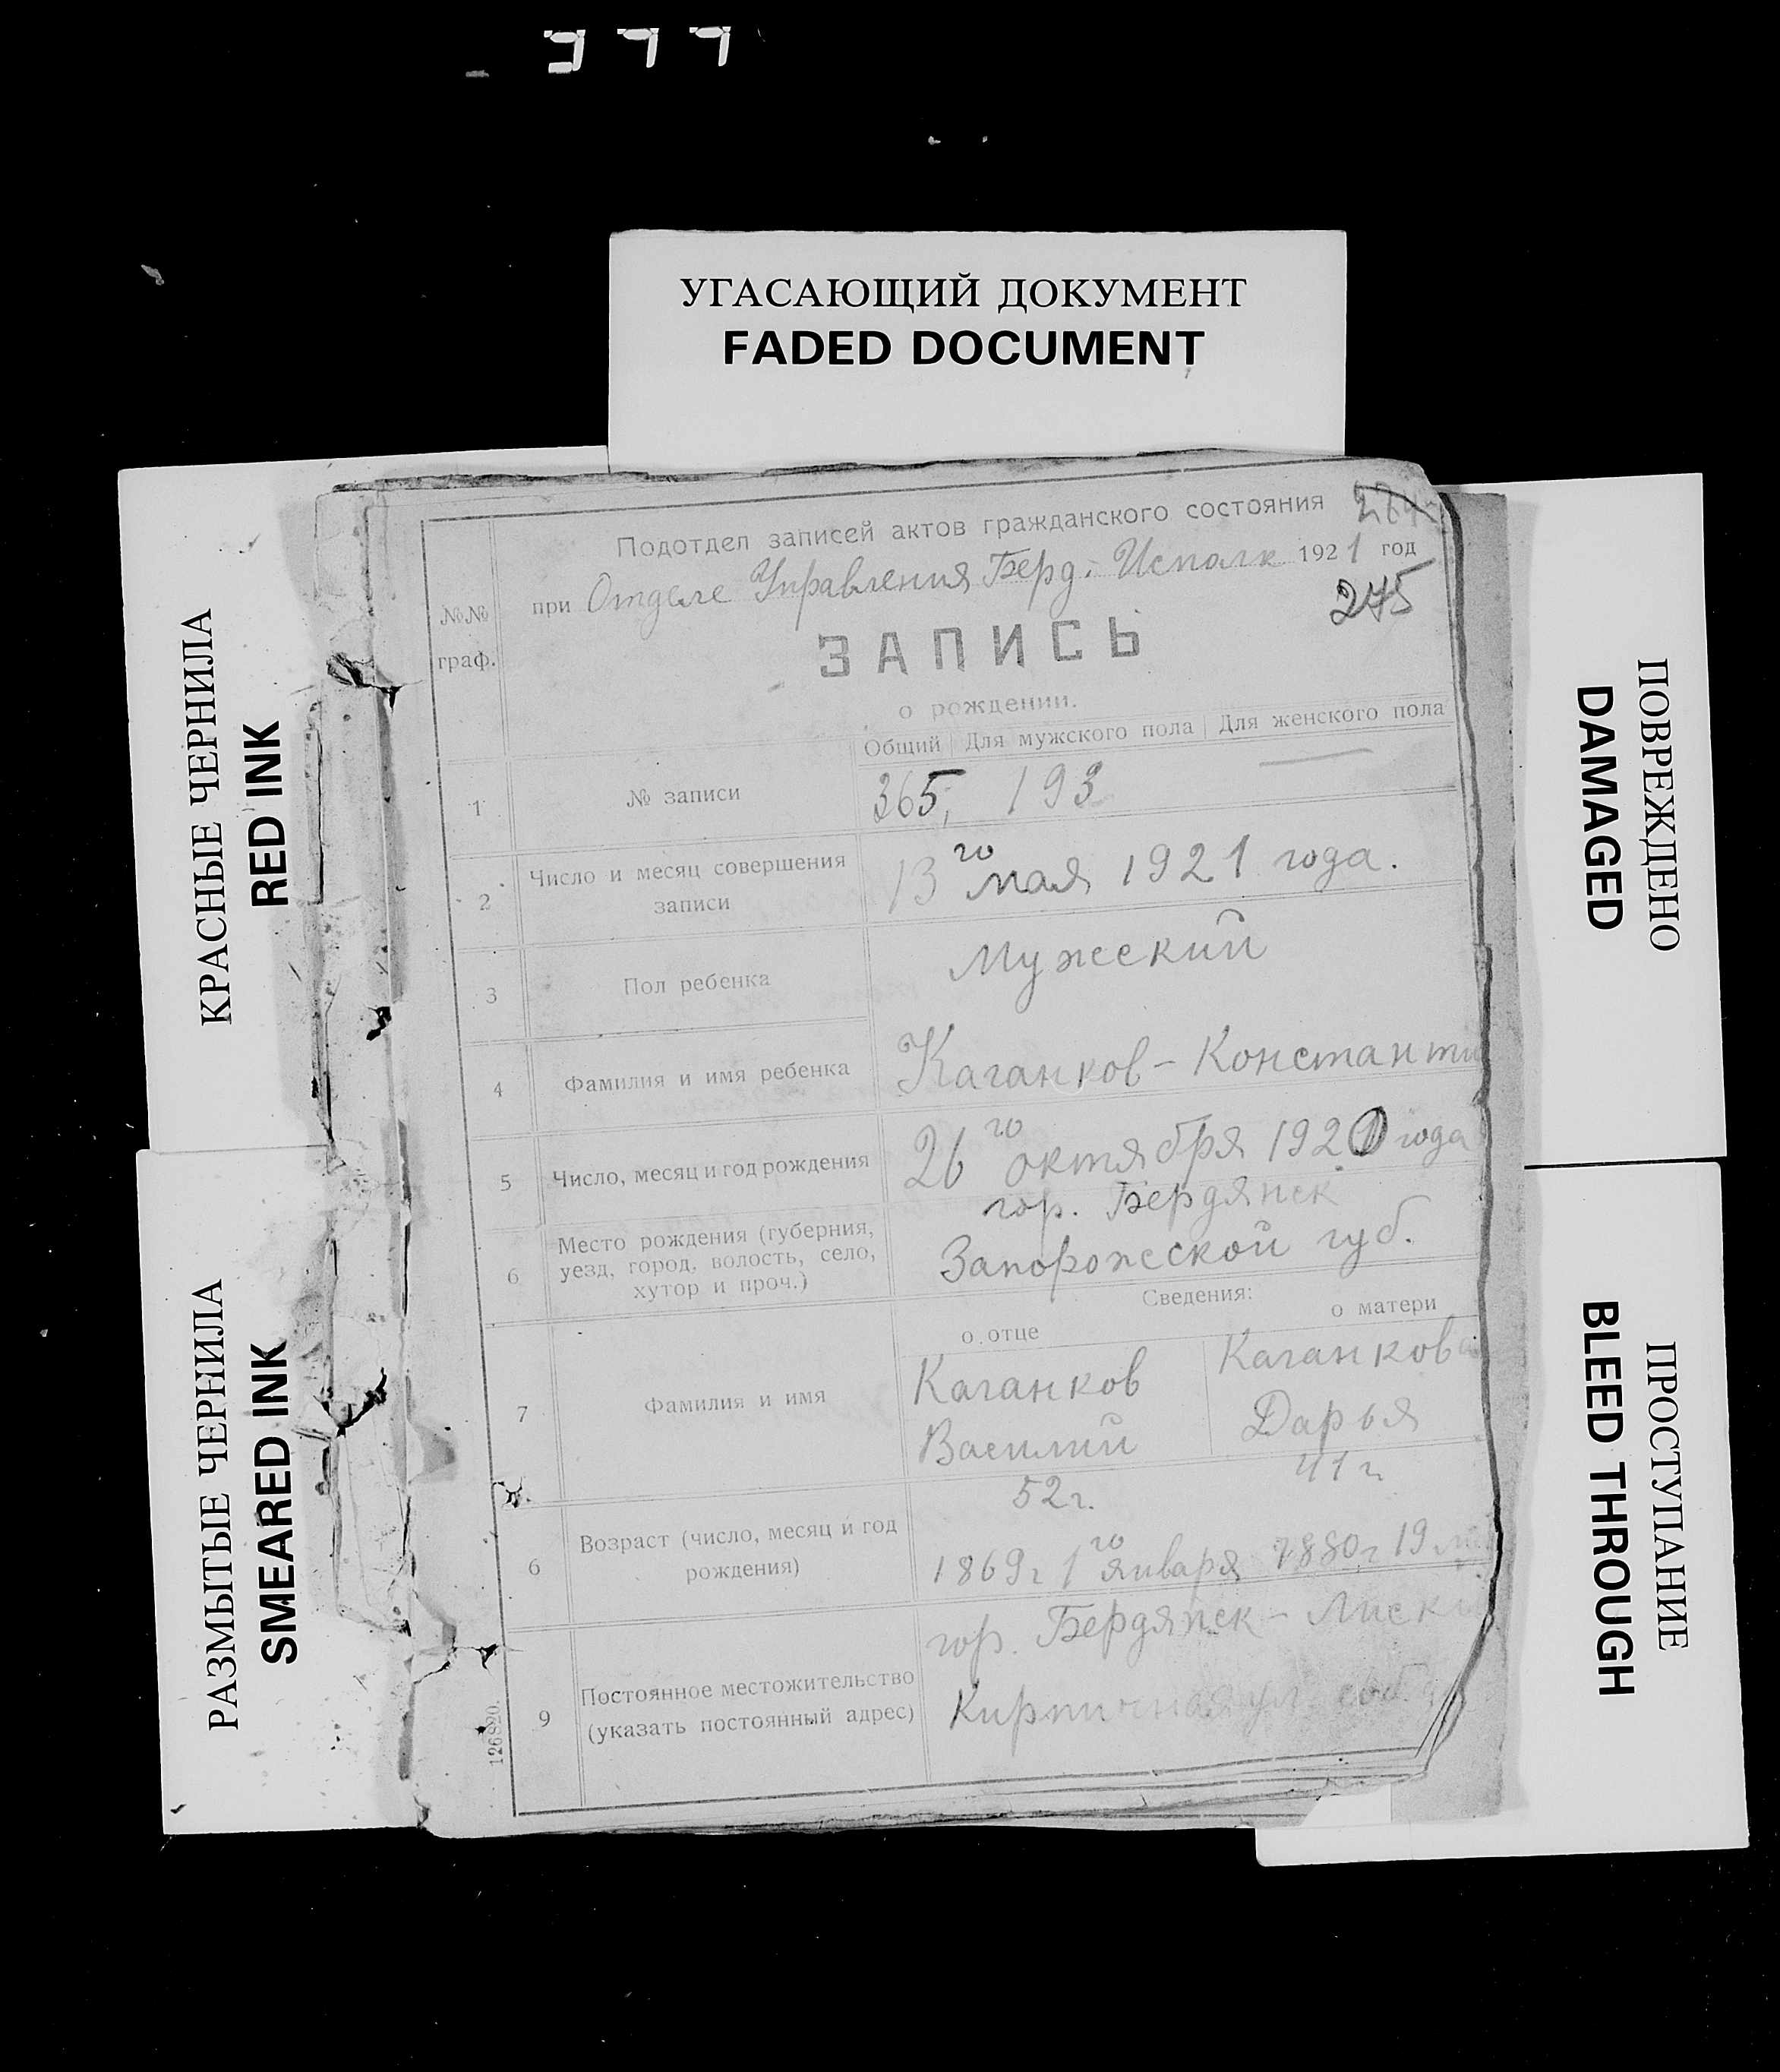 377
УГАСАЮЩИЙ ДОКУМЕНТ
FADED DOCUMENT
КРАСНЫЕ ЧЕРНИЛА
RED INK
РАЗМЫТЫЕ ЧЕРНИЛА
SMEARED INK
ПОВРЕЖДЕНО
DAMAGED
ПРОСТУПАНИЕ
BLEED THROUGH
Подотдел записей актов гражданского состояния
при Отделе Управления Берд. Исполк 1921 год
275
№№ граф.
ЗАПИСЬ
о рождении.
Общий Для мужского пола Для женского пола
1 № записи 365, 193 —
2 Число и месяц совершения записи 13го мая 1921 года.
3 Пол ребенка Мужский
4 Фамилия и имя ребенка Каганков - Константи
5 Число, месяц и год рождения 26го октября 1920 года
6 Место рождения (губерния, уезд, город, волость, село, хутор и проч.) гор. Бердянск
Запорожской губ.
Сведения:
о отце о матери
7 Фамилия и имя Каганков Каганкова
Василий Дарья
52 г. 41 г.
6 Возраст (число, месяц и год рождения) 1869 г 1го января 1880 г 19
9 Постоянное местожительство (указать постоянный адрес) гор. Бердянск - Лиски
Кирпичная ул соб.
126820.